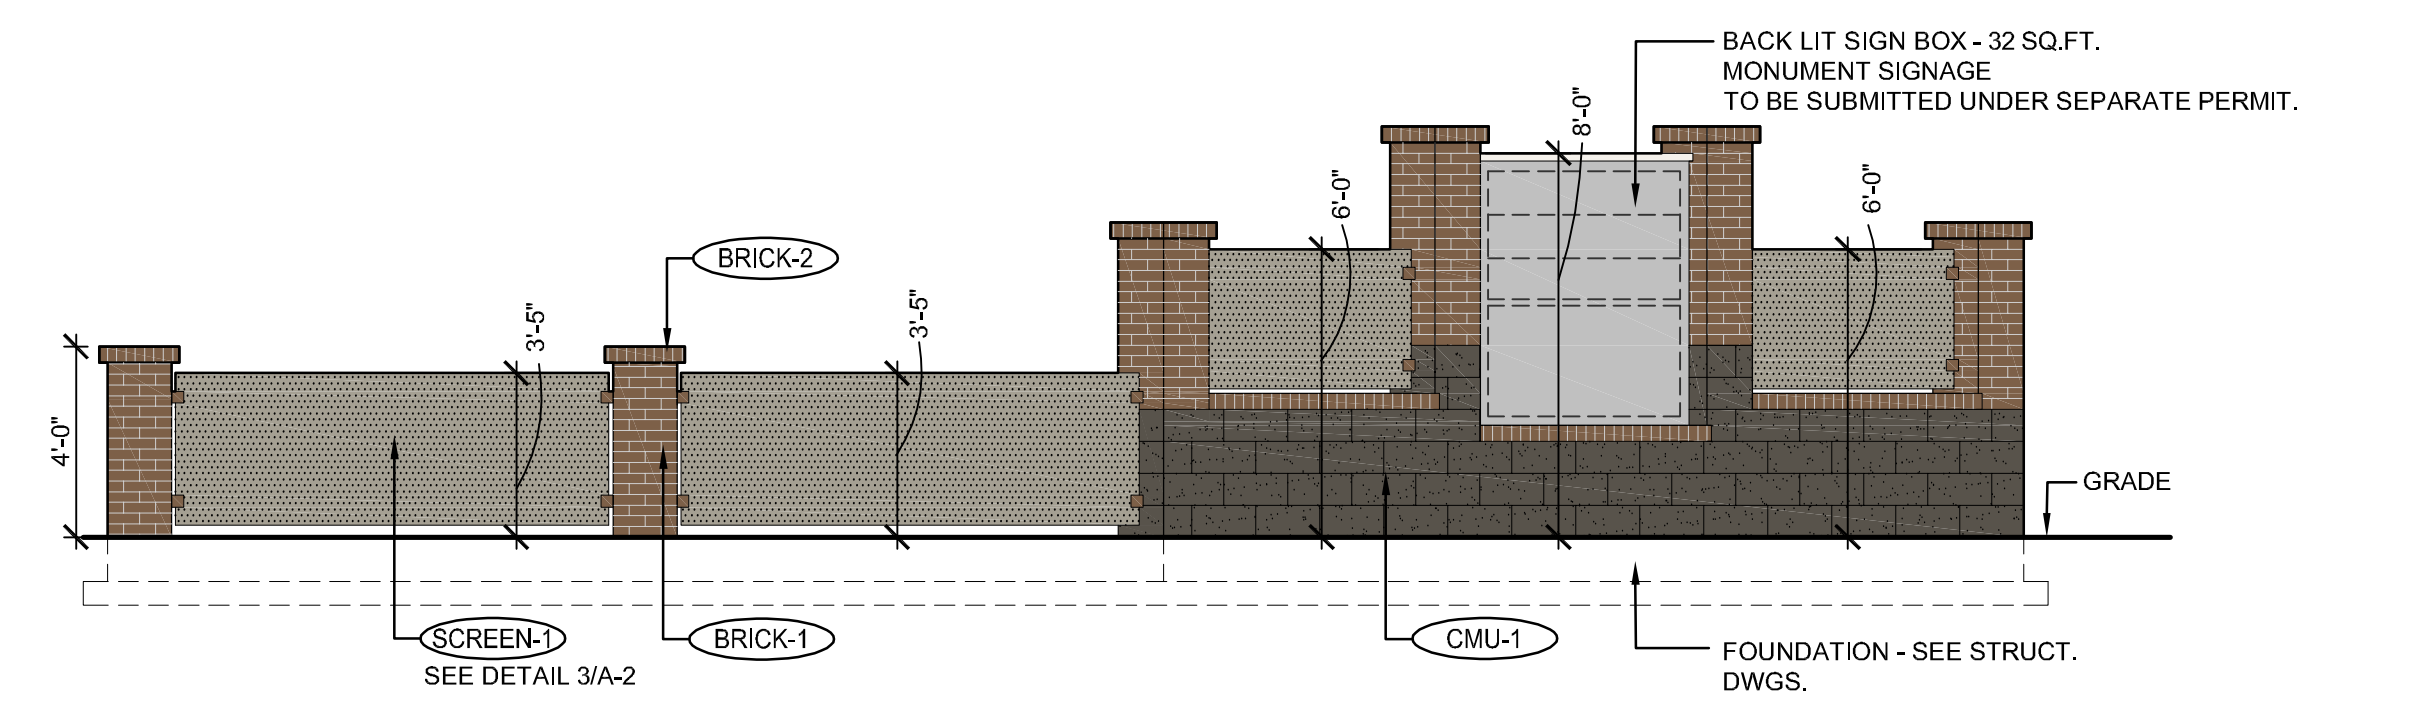 BACK LIT SIGN BOX - 32 SQ.FT.
MONUMENT SIGNAGE
TO BE SUBMITTED UNDER SEPARATE PERMIT.
8'-0"
6'-0"
6'-0"
BRICK-2
3'-5"
3'-5"
4'-0"
GRADE
SCREEN-1
SEE DETAIL 3/A-2
BRICK-1
CMU-1
FOUNDATION - SEE STRUCT.
DWGS.